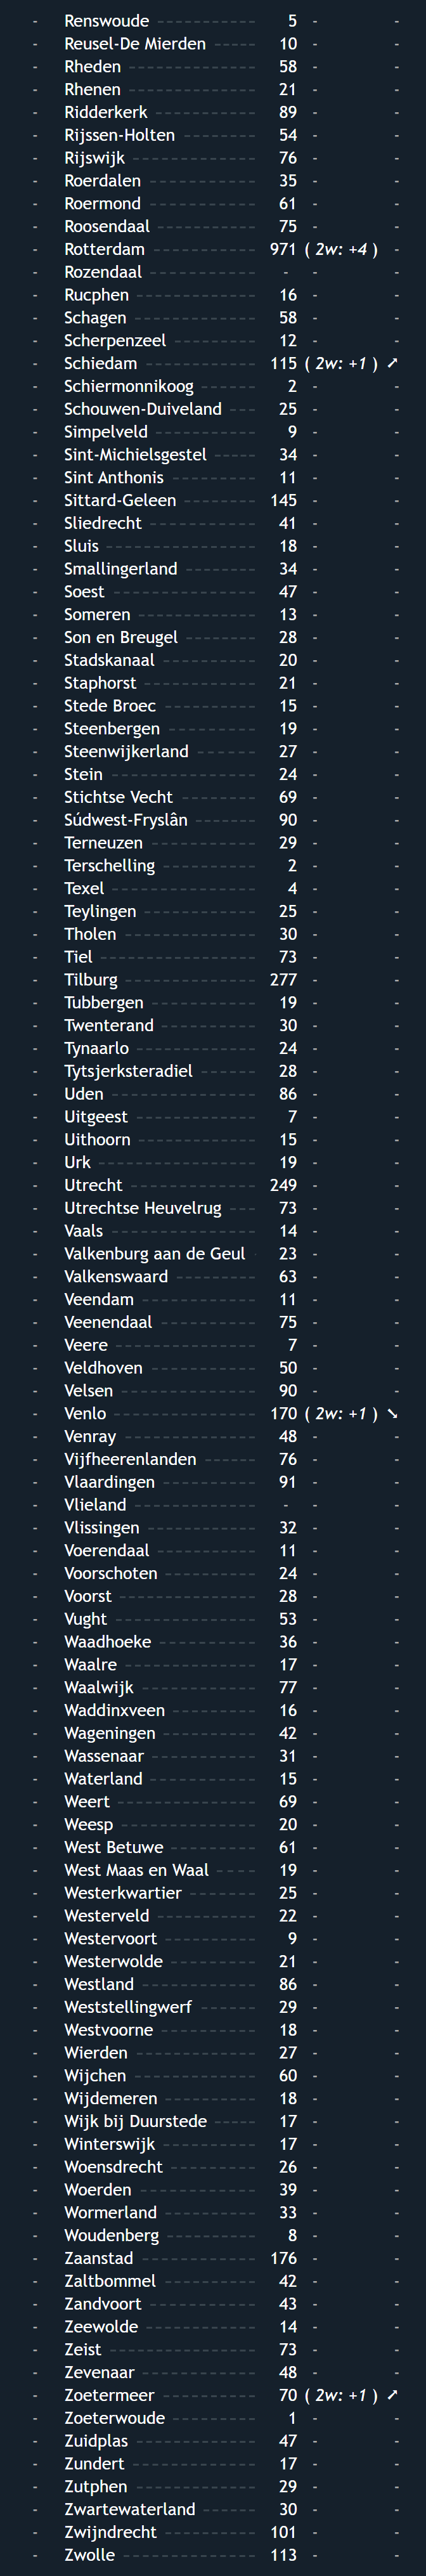 - Renswoude 5 - -
- Reusel-De Mierden 10 - -
- Rheden 58 - -
- Rhenen 21 - -
- Ridderkerk 89 - -
- Rijssen-Holten 54 - -
- Rijswijk 76 - -
- Roerdalen 35 - -
- Roermond 61 - -
- Roosendaal 75 - -
- Rotterdam 971 ( 2w: +4 ) -
- Rozendaal - - -
- Rucphen 16 - -
- Schagen 58 - -
- Scherpenzeel 12 - -
- Schiedam 115 ( 2w: +1 ) ➚
- Schiermonnikoog 2 - -
- Schouwen-Duiveland 25 - -
- Simpelveld 9 - -
- Sint-Michielsgestel 34 - -
- Sint Anthonis 11 - -
- Sittard-Geleen 145 - -
- Sliedrecht 41 - -
- Sluis 18 - -
- Smallingerland 34 - -
- Soest 47 - -
- Someren 13 - -
- Son en Breugel 28 - -
- Stadskanaal 20 - -
- Staphorst 21 - -
- Stede Broec 15 - -
- Steenbergen 19 - -
- Steenwijkerland 27 - -
- Stein 24 - -
- Stichtse Vecht 69 - -
- Súdwest-Fryslân 90 - -
- Terneuzen 29 - -
- Terschelling 2 - -
- Texel 4 - -
- Teylingen 25 - -
- Tholen 30 - -
- Tiel 73 - -
- Tilburg 277 - -
- Tubbergen 19 - -
- Twenterand 30 - -
- Tynaarlo 24 - -
- Tytsjerksteradiel 28 - -
- Uden 86 - -
- Uitgeest 7 - -
- Uithoorn 15 - -
- Urk 19 - -
- Utrecht 249 - -
- Utrechtse Heuvelrug 73 - -
- Vaals 14 - -
- Valkenburg aan de Geul 23 - -
- Valkenswaard 63 - -
- Veendam 11 - -
- Veenendaal 75 - -
- Veere 7 - -
- Veldhoven 50 - -
- Velsen 90 - -
- Venlo 170 ( 2w: +1 ) ➘
- Venray 48 - -
- Vijfheerenlanden 76 - -
- Vlaardingen 91 - -
- Vlieland - - -
- Vlissingen 32 - -
- Voerendaal 11 - -
- Voorschoten 24 - -
- Voorst 28 - -
- Vught 53 - -
- Waadhoeke 36 - -
- Waalre 17 - -
- Waalwijk 77 - -
- Waddinxveen 16 - -
- Wageningen 42 - -
- Wassenaar 31 - -
- Waterland 15 - -
- Weert 69 - -
- Weesp 20 - -
- West Betuwe 61 - -
- West Maas en Waal 19 - -
- Westerkwartier 25 - -
- Westerveld 22 - -
- Westervoort 9 - -
- Westerwolde 21 - -
- Westland 86 - -
- Weststellingwerf 29 - -
- Westvoorne 18 - -
- Wierden 27 - -
- Wijchen 60 - -
- Wijdemeren 18 - -
- Wijk bij Duurstede 17 - -
- Winterswijk 17 - -
- Woensdrecht 26 - -
- Woerden 39 - -
- Wormerland 33 - -
- Woudenberg 8 - -
- Zaanstad 176 - -
- Zaltbommel 42 - -
- Zandvoort 43 - -
- Zeewolde 14 - -
- Zeist 73 - -
- Zevenaar 48 - -
- Zoetermeer 70 ( 2w: +1 ) ➚
- Zoeterwoude 1 - -
- Zuidplas 47 - -
- Zundert 17 - -
- Zutphen 29 - -
- Zwartewaterland 30 - -
- Zwijndrecht 101 - -
- Zwolle 113 - -